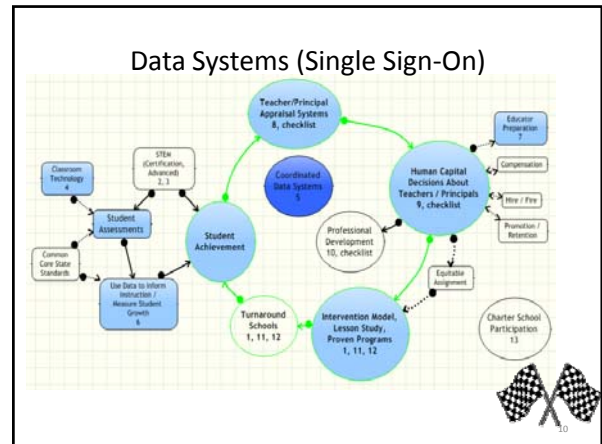 Data Systems (Single Sign-On)
Teacher/Principal
Appraisal Systems
8, checklist
STEM
(Certification,
Advanced)
2, 3
Classroom
Technology
4
Coordinated
Data Systems
5
Educator
Preparation
7
Human Capital
Decisions About
Teachers / Principals
9, checklist
Compensation
Hire / Fire
Promotion /
Retention
Student
Assessments
Student
Achievement
Professional
Development
10, checklist
Common
Core State
Standards
Equitable
Assignment
Use Data to Inform
Instruction /
Measure Student
Growth
6
Turnaround
Schools
1, 11, 12
Intervention Model,
Lesson Study,
Proven Programs
1, 11, 12
Charter School
Participation
13
10